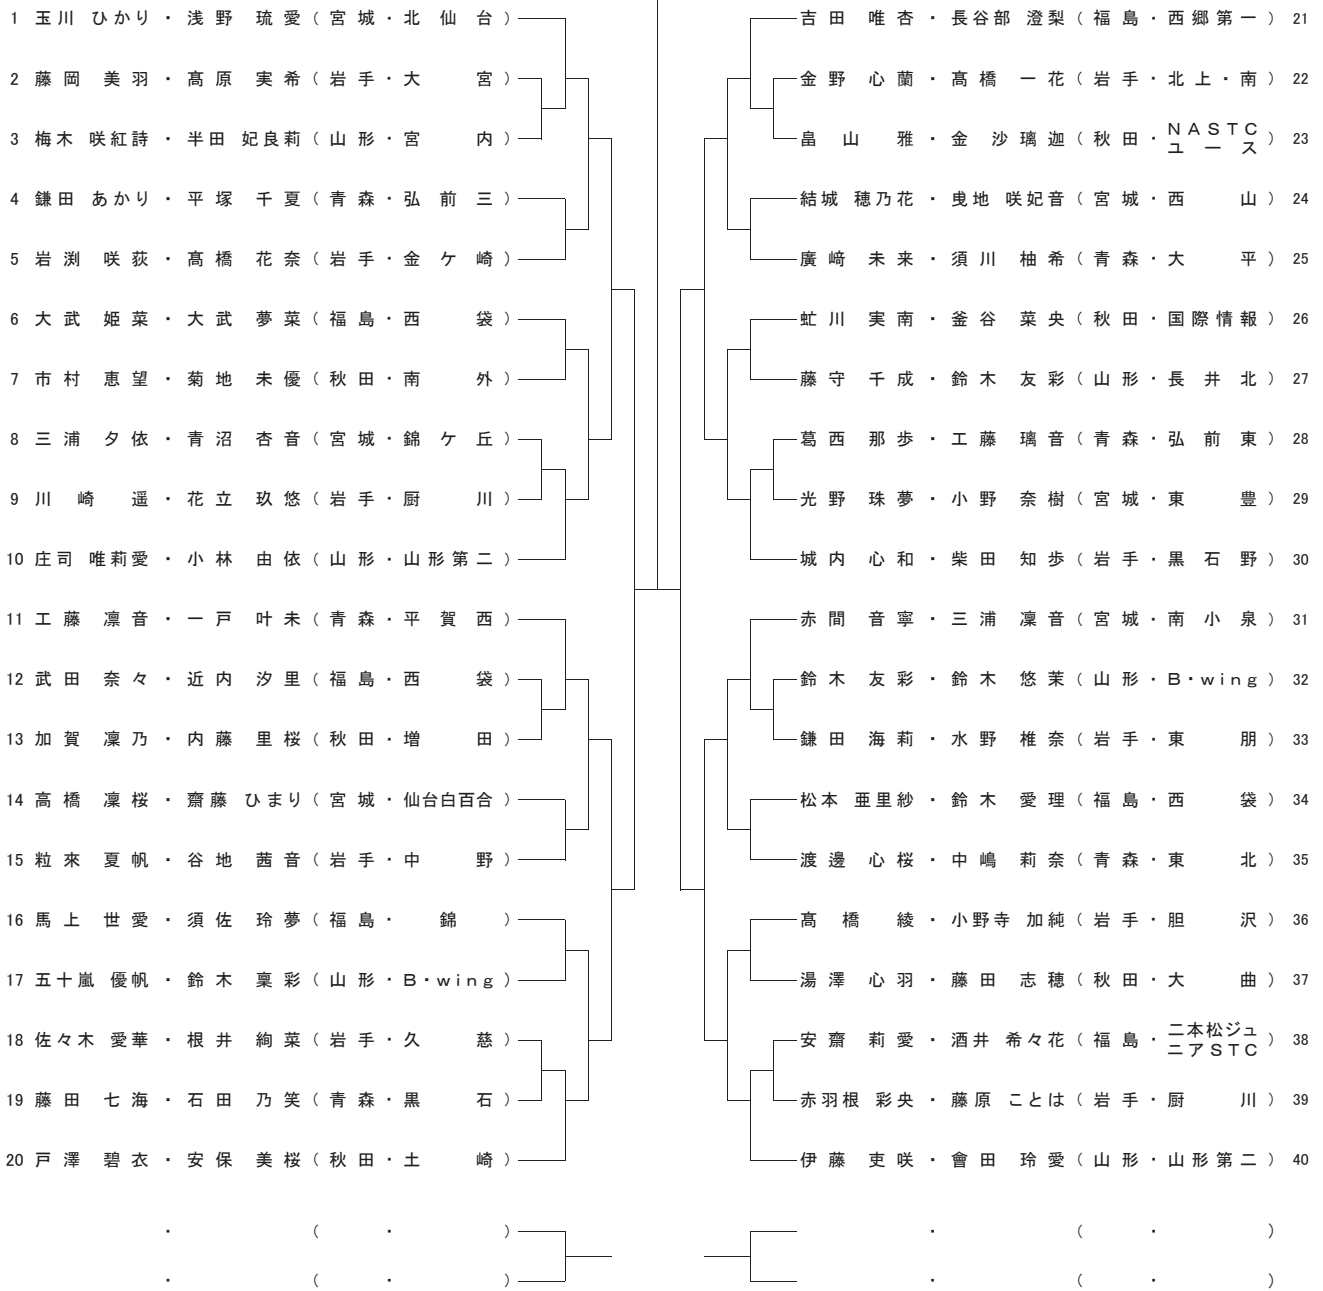 1 玉川 ひかり ・ 浅野 琉愛 ( 宮城 ・ 北仙台 )
2 藤岡 美羽 ・ 髙原 実希 ( 岩手 ・ 大宮 )
3 梅木 咲紅詩 ・ 半田 妃良莉 ( 山形 ・ 宮内 )
4 鎌田 あかり ・ 平塚 千夏 ( 青森 ・ 弘前三 )
5 岩渕 咲荻 ・ 髙橋 花奈 ( 岩手 ・ 金ケ崎 )
6 大武 姫菜 ・ 大武 夢菜 ( 福島 ・ 西袋 )
7 市村 恵望 ・ 菊地 未優 ( 秋田 ・ 南外 )
8 三浦 夕依 ・ 青沼 杏音 ( 宮城 ・ 錦ケ丘 )
9 川崎 遥 ・ 花立 玖悠 ( 岩手 ・ 厨川 )
10 庄司 唯莉愛 ・ 小林 由依 ( 山形 ・ 山形第二 )
11 工藤 凛音 ・ 一戸 叶未 ( 青森 ・ 平賀西 )
12 武田 奈々 ・ 近内 汐里 ( 福島 ・ 西袋 )
13 加賀 凜乃 ・ 内藤 里桜 ( 秋田 ・ 増田 )
14 高橋 凜桜 ・ 齋藤 ひまり ( 宮城 ・ 仙台白百合 )
15 粒來 夏帆 ・ 谷地 茜音 ( 岩手 ・ 中野 )
16 馬上 世愛 ・ 須佐 玲夢 ( 福島 ・ 錦 )
17 五十嵐 優帆 ・ 鈴木 稟彩 ( 山形 ・ B・wing )
18 佐々木 愛華 ・ 根井 絢菜 ( 岩手 ・ 久慈 )
19 藤田 七海 ・ 石田 乃笑 ( 青森 ・ 黒石 )
20 戸澤 碧衣 ・ 安保 美桜 ( 秋田 ・ 土崎 )
・ ( ・ )
・ ( ・ )
吉田 唯杏 ・ 長谷部 澄梨 ( 福島 ・ 西郷第一 ) 21
金野 心蘭 ・ 髙橋 一花 ( 岩手 ・ 北上・南 ) 22
畠山 雅 ・ 金 沙璃迦 ( 秋田 ・ NASTC
ユース ) 23
結城 穂乃花 ・ 曵地 咲妃音 ( 宮城 ・ 西山 ) 24
廣﨑 未来 ・ 須川 柚希 ( 青森 ・ 大平 ) 25
虻川 実南 ・ 釜谷 菜央 ( 秋田 ・ 国際情報 ) 26
藤守 千成 ・ 鈴木 友彩 ( 山形 ・ 長井北 ) 27
葛西 那歩 ・ 工藤 璃音 ( 青森 ・ 弘前東 ) 28
光野 珠夢 ・ 小野 奈樹 ( 宮城 ・ 東豊 ) 29
城内 心和 ・ 柴田 知歩 ( 岩手 ・ 黒石野 ) 30
赤間 音寧 ・ 三浦 凜音 ( 宮城 ・ 南小泉 ) 31
鈴木 友彩 ・ 鈴木 悠茉 ( 山形 ・ B・wing ) 32
鎌田 海莉 ・ 水野 椎奈 ( 岩手 ・ 東朋 ) 33
松本 亜里紗 ・ 鈴木 愛理 ( 福島 ・ 西袋 ) 34
渡邊 心桜 ・ 中嶋 莉奈 ( 青森 ・ 東北 ) 35
髙橋 綾 ・ 小野寺 加純 ( 岩手 ・ 胆沢 ) 36
湯澤 心羽 ・ 藤田 志穂 ( 秋田 ・ 大曲 ) 37
安齋 莉愛 ・ 酒井 希々花 ( 福島 ・ 二本松ジュ
ニアSTC ) 38
赤羽根 彩央 ・ 藤原 ことは ( 岩手 ・ 厨川 ) 39
伊藤 吏咲 ・ 會田 玲愛 ( 山形 ・ 山形第二 ) 40
・ ( ・ )
・ ( ・ )